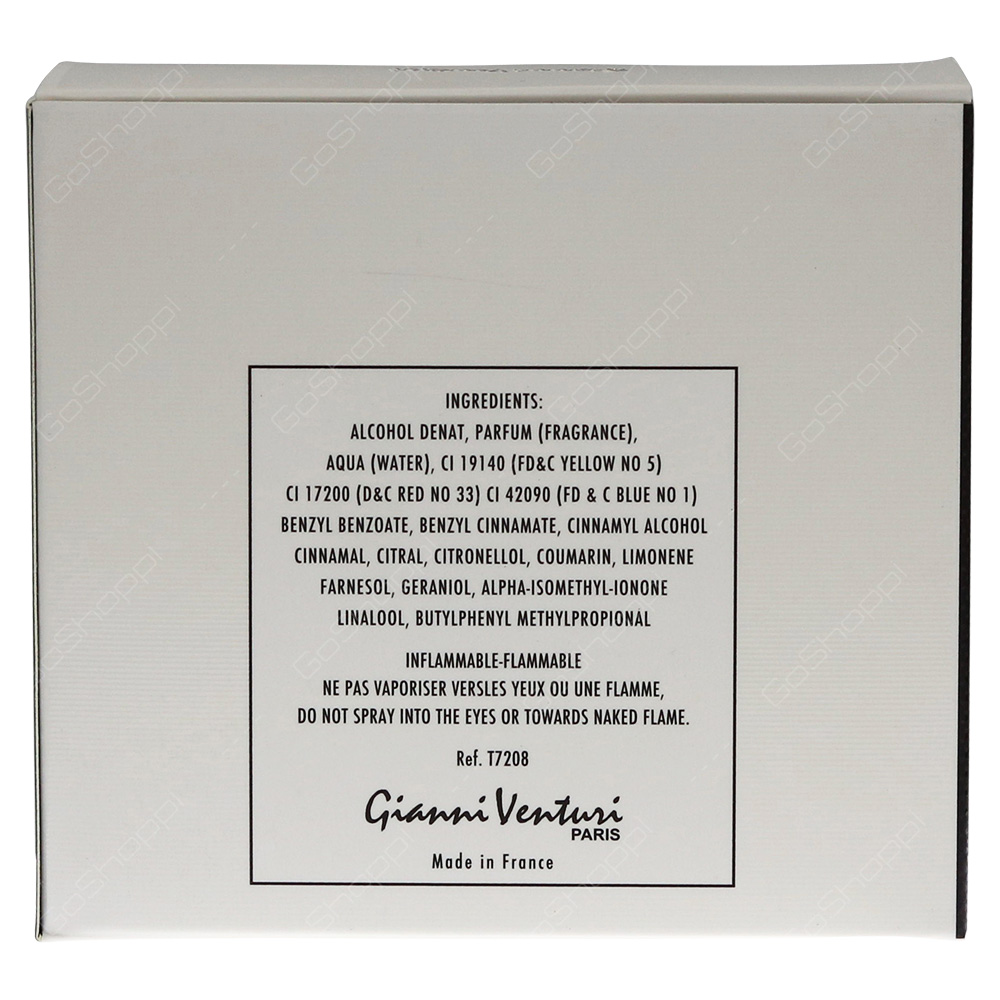 INGREDIENTS:
ALCOHOL DENAT, PARFUM (FRAGRANCE),
AQUA (WATER), CI 19140 (FD&C YELLOW NO 5)
CI 17200 (D&C RED NO 33) CI 42090 (FD & C BLUE NO 1)
BENZYL BENZOATE, BENZYL CINNAMATE, CINNAMYL ALCOHOL
CINNAMAL, CITRAL, CITRONELLOL, COUMARIN, LIMONENE
FARNESOL, GERANIOL, ALPHA-ISOMETHYL-IONONE
LINALOOL, BUTYLPHENYL METHYLPROPIONAL
INFLAMMABLE-FLAMMABLE
NE PAS VAPORISER VERSLES YEUX OU UNE FLAMME,
DO NOT SPRAY INTO THE EYES OR TOWARDS NAKED FLAME.
Ref. T7208
Gianni Venturi
PARIS
Made in France
GoShoppi